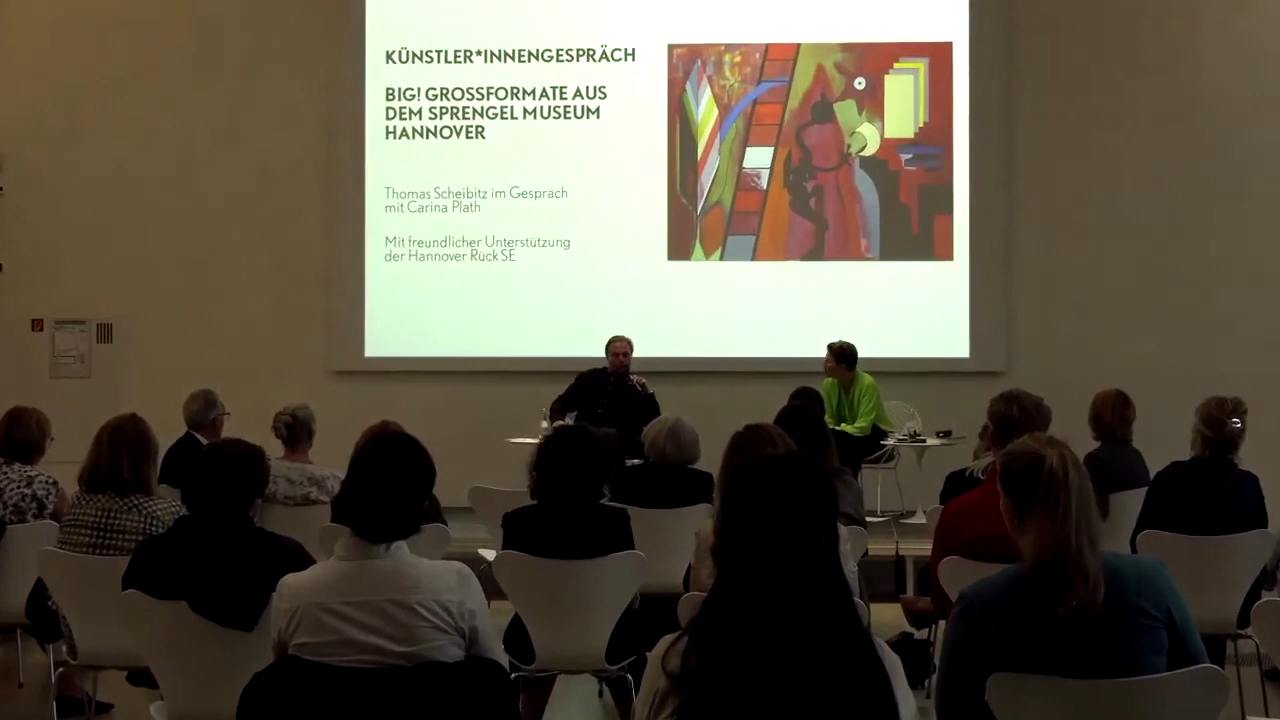 KÜNSTLER*INNENGESPRÄCH
BIG! GROSSFORMATE AUS
DEM SPRENGEL MUSEUM
HANNOVER
Thomas Scheibitz im Gespräch
mit Carina Plath
Mit freundlicher Unterstützung
der Hannover Rück SE